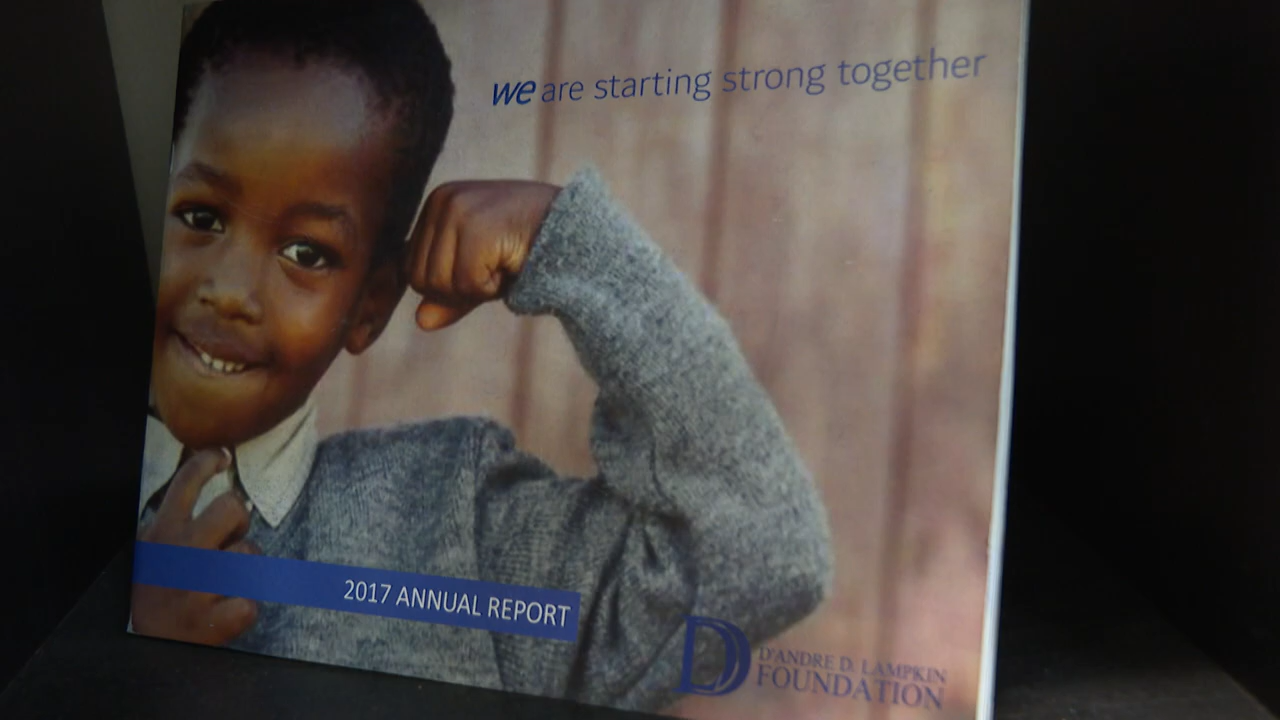 we are starting strong together
2017 ANNUAL REPORT
D'ANDRE D. LAMPKIN
FOUNDATION